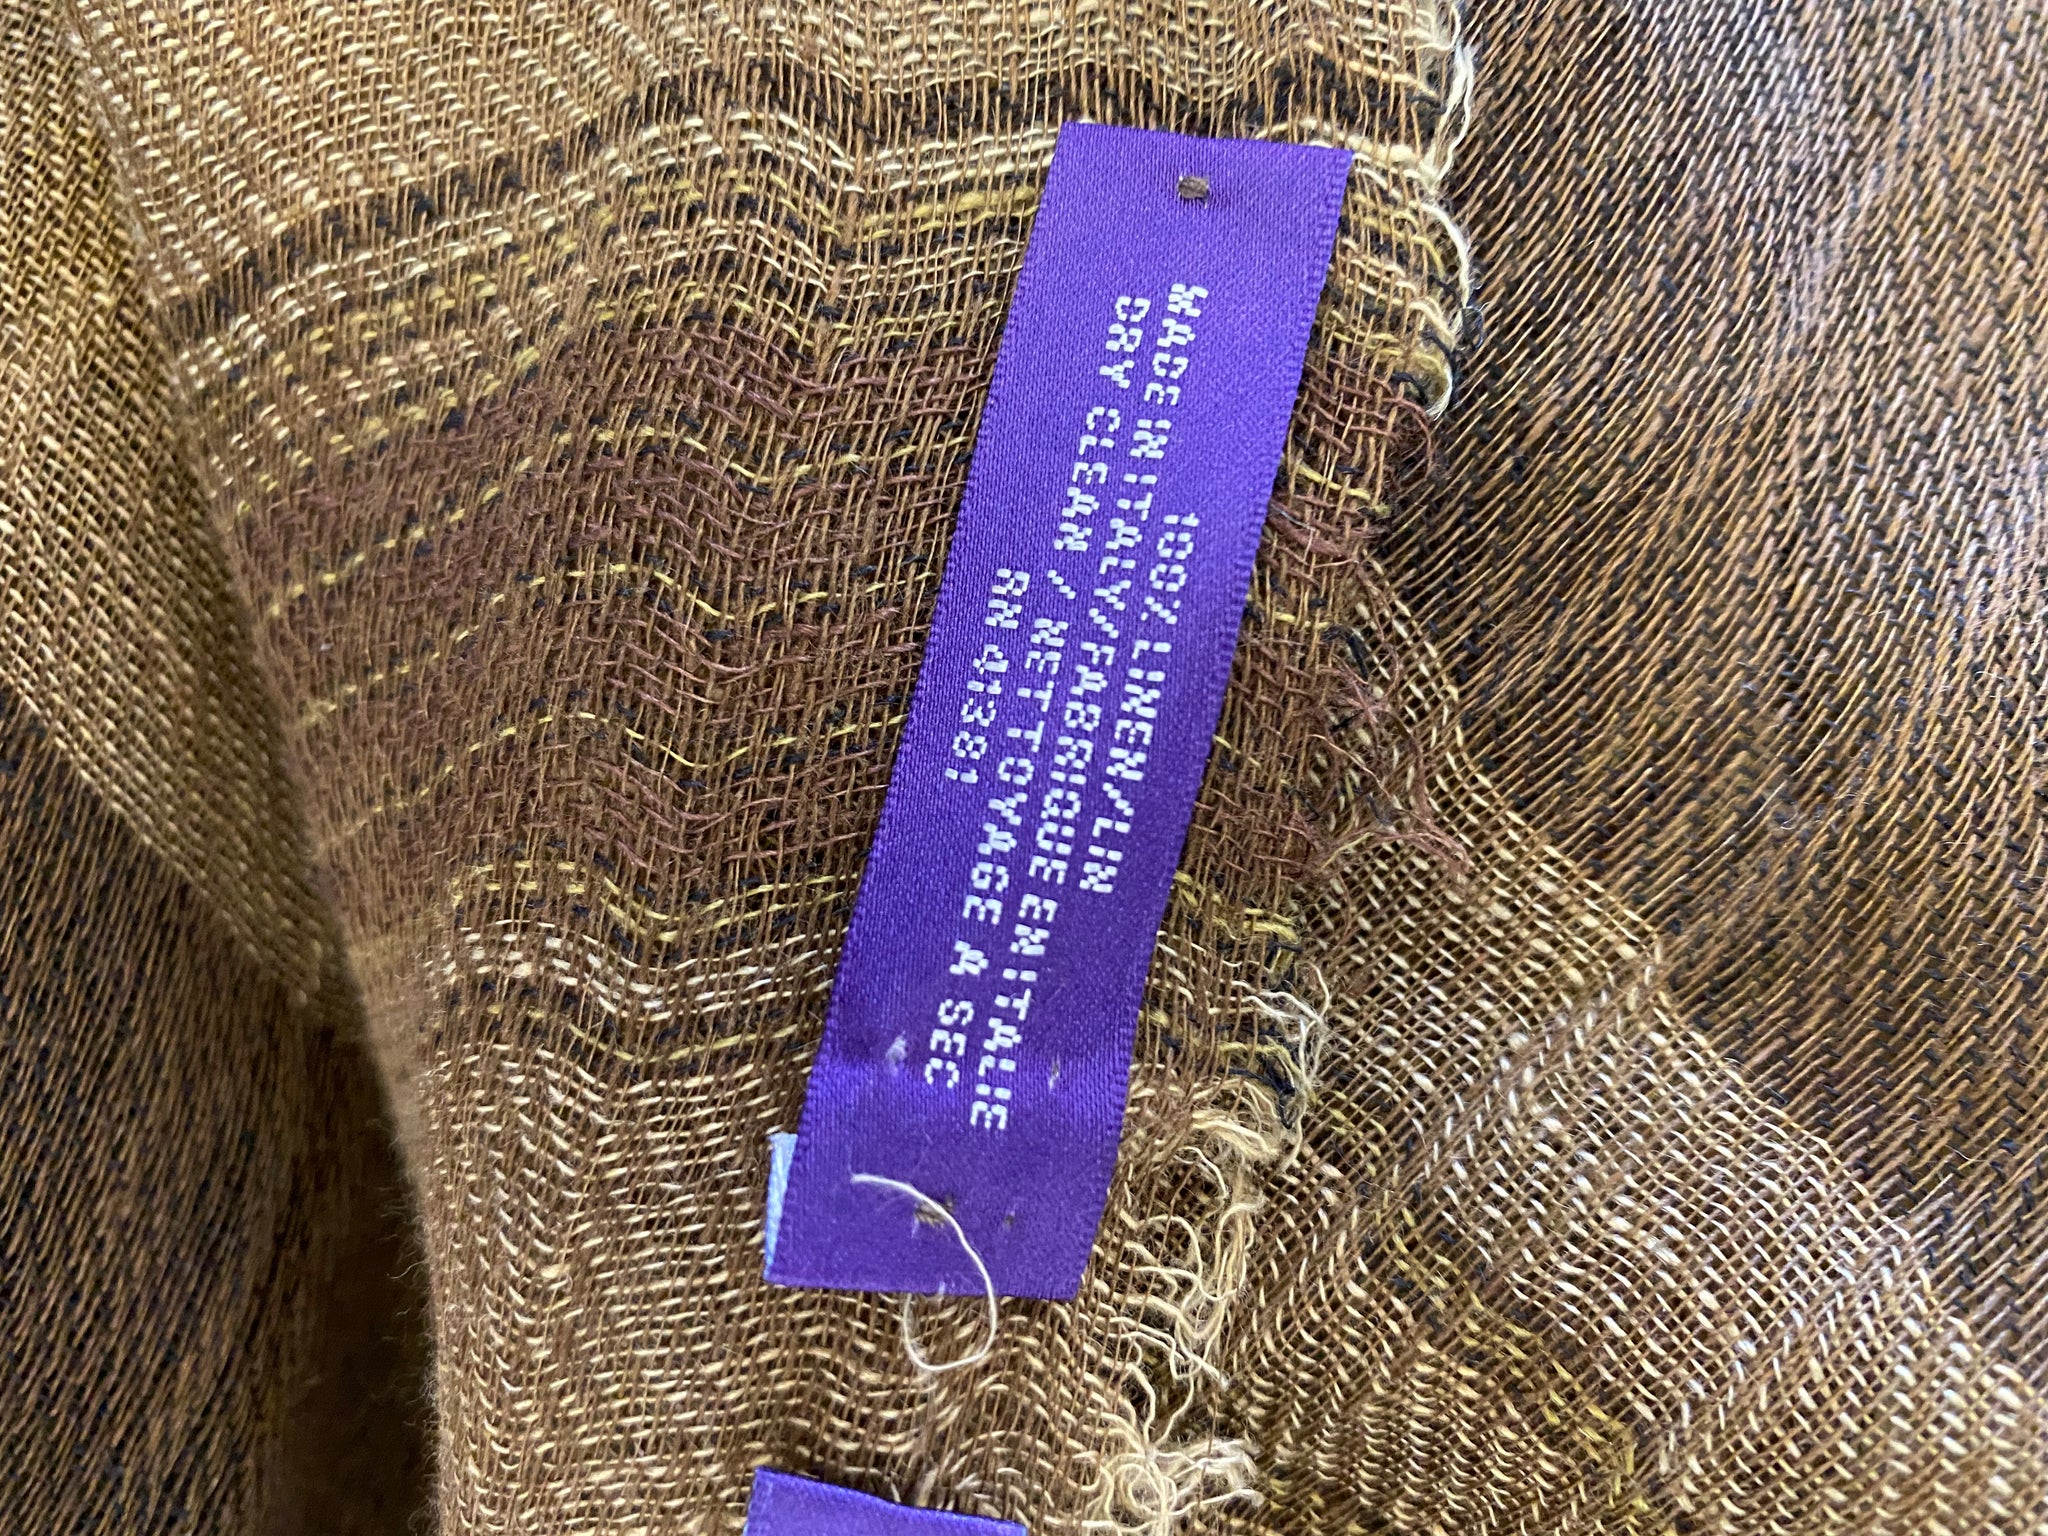 100% LINEN/LIN
MADE IN ITALY/FABRIQUE EN ITALIE
DRY CLEAN / NETTOYAGE A SEC
RN 41381